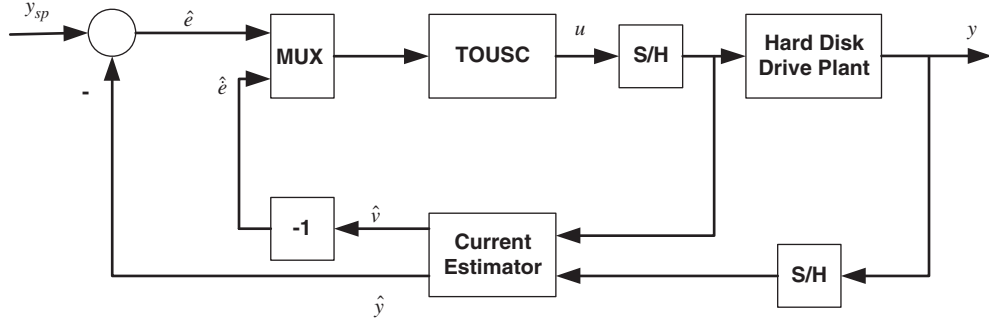 y_sp
ê
MUX
TOUSC
u
S/H
Hard Disk
Drive Plant
y
-
ė̂
-1
v̂
Current
Estimator
S/H
ŷ